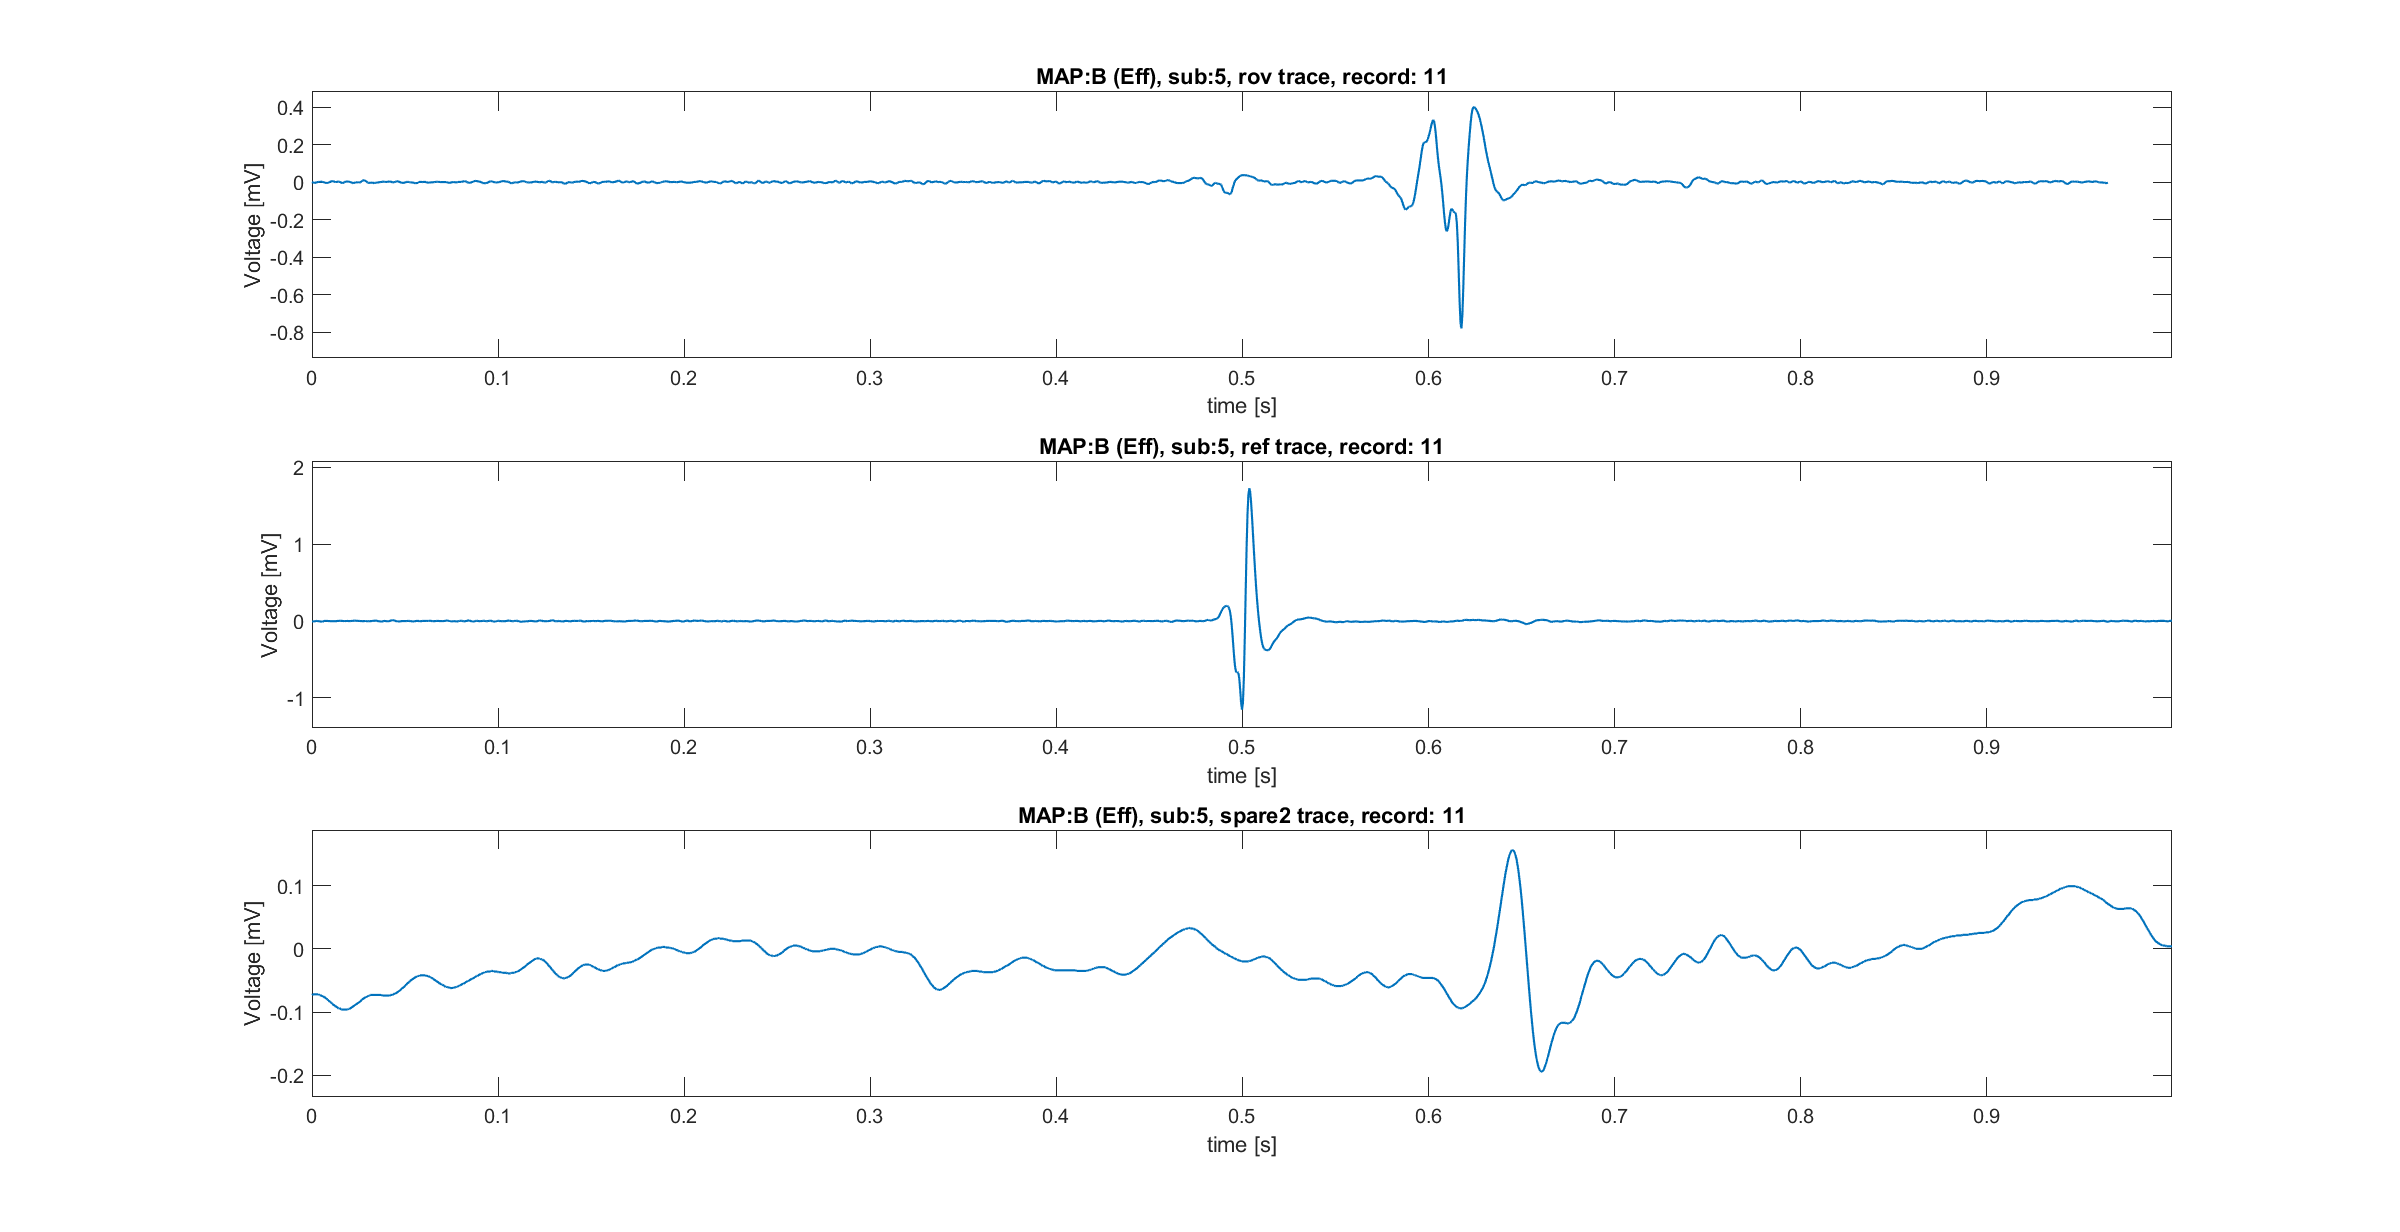 MAP:B (Eff), sub:5, rov trace, record: 11
0.4
0.2
0
-0.2
-0.4
-0.6
-0.8
Voltage [mV]
0 0.1 0.2 0.3 0.4 0.5 0.6 0.7 0.8 0.9
time [s]
MAP:B (Eff), sub:5, ref trace, record: 11
2
1
0
-1
Voltage [mV]
0 0.1 0.2 0.3 0.4 0.5 0.6 0.7 0.8 0.9
time [s]
MAP:B (Eff), sub:5, spare2 trace, record: 11
0.1
0
-0.1
-0.2
Voltage [mV]
0 0.1 0.2 0.3 0.4 0.5 0.6 0.7 0.8 0.9
time [s]